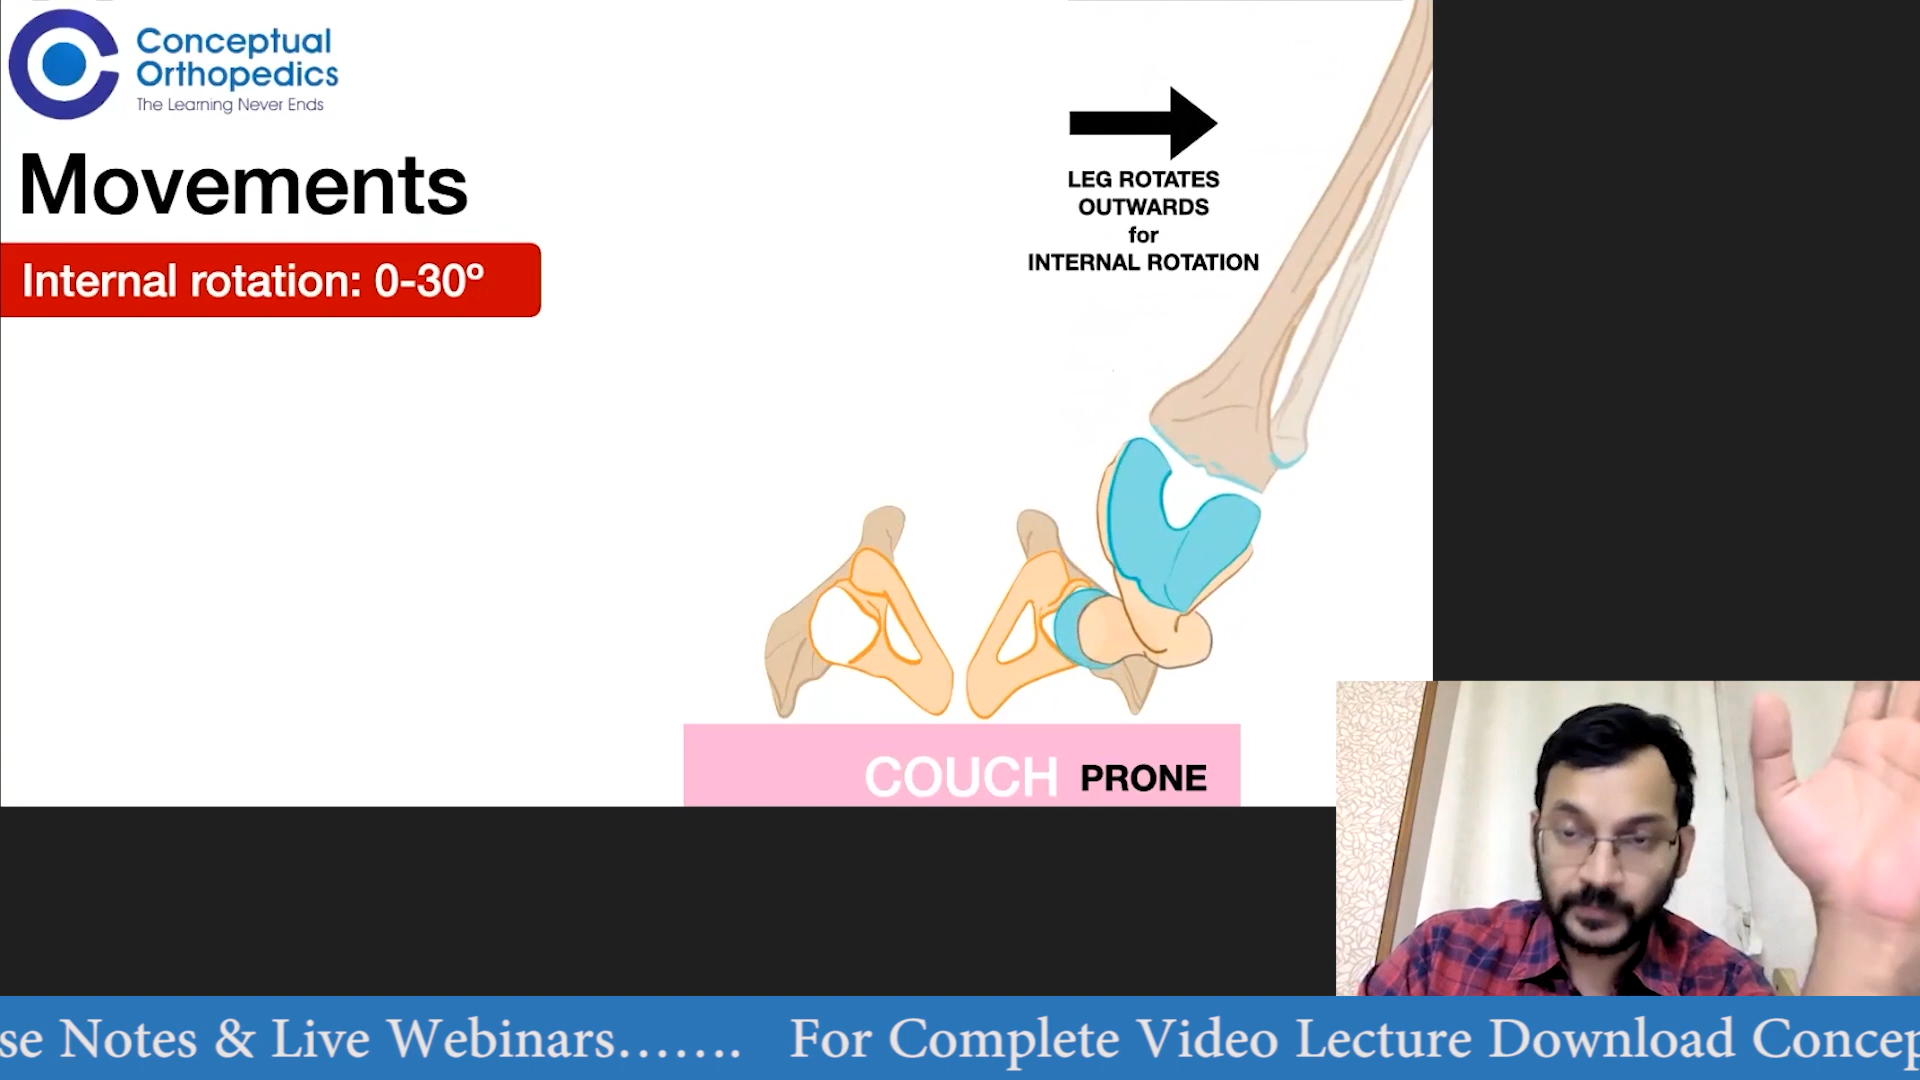 Conceptual
Orthopedics
The Learning Never Ends
Movements
Internal rotation: 0-30º
LEG ROTATES
OUTWARDS
for
INTERNAL ROTATION
COUCH PRONE
se Notes & Live Webinars....... For Complete Video Lecture Download Concep